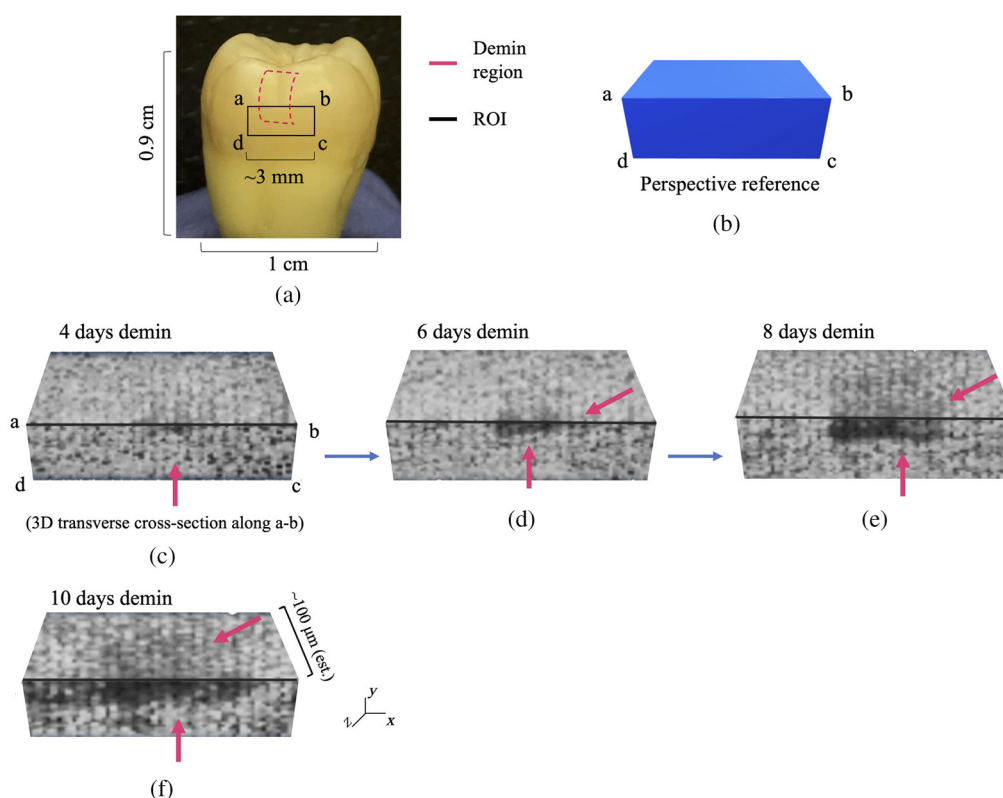 Demin
region
ROI
a
b
d
c
~3 mm
0.9 cm
1 cm
(a)
a
b
d
c
Perspective reference
(b)
4 days demin
a
b
d
c
(3D transverse cross-section along a-b)
(c)
6 days demin
(d)
8 days demin
(e)
10 days demin
~100 µm (est.)
y
z
x
(f)